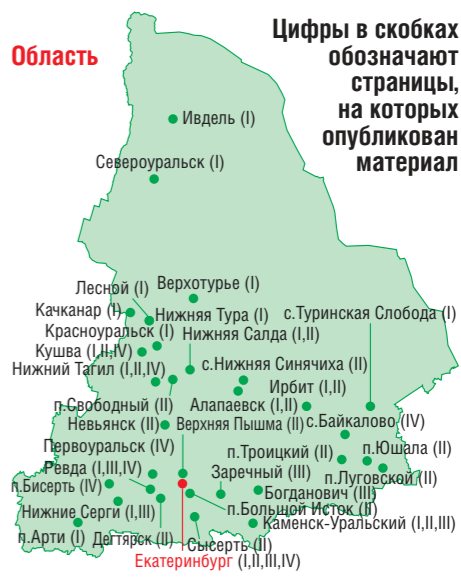 Область
Цифры в скобках
обозначают
страницы,
на которых
опубликован
материал
Ивдель (I)
Североуральск (I)
Лесной (I)
Верхотурье (I)
Качканар (I)
Нижняя Тура (I)
с.Туринская Слобода (I)
Красноуральск (I)
Нижняя Салда (I,II)
Кушва (I,II,IV)
с.Нижняя Синячиха (II)
Нижний Тагил (I,II,IV)
Ирбит (I,II)
п.Свободный (II)
Алапаевск (I,II)
Невьянск (II)
Верхняя Пышма (II)
с.Байкалово (IV)
Первоуральск (IV)
п.Троицкий (II)
п.Юшала (II)
Ревда (I,III,IV)
Заречный (III)
п.Луговской (II)
п.Бисерть (IV)
Богданович (III)
Нижние Серги (I,III)
п.Большой Исток (II)
Каменск-Уральский (I,II,III)
п.Арти (I)
Дегтярск (II)
Сысерть (II)
Екатеринбург (I,II,III,IV)